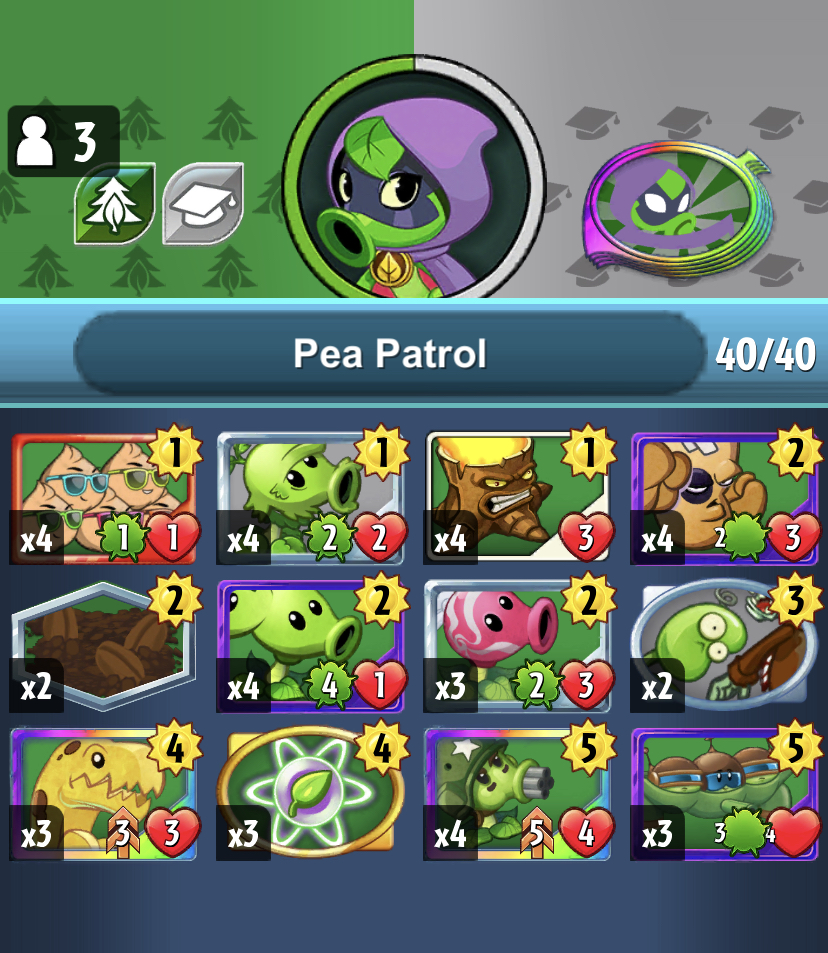 3
Pea Patrol 40/40
1 1 1 2
x4 1 1 x4 2 2 x4 3 x4 2 3
2 2 2 3
x2 x4 4 1 x3 2 3 x2
4 4 5 5
x3 3 3 x3 x4 5 4 x3 3 4